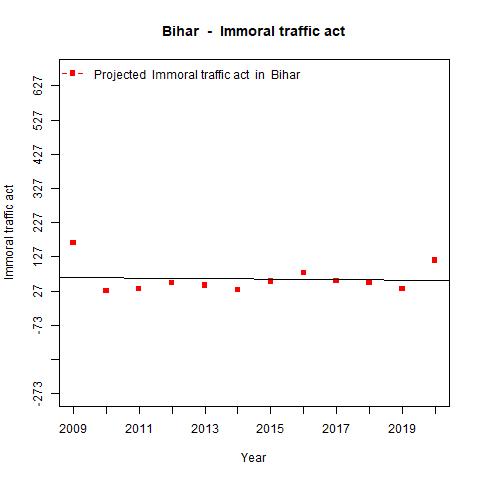 Bihar - Immoral traffic act
Projected Immoral traffic act in Bihar
Immoral traffic act
627
527
427
327
227
127
27
-73
-273
2009 2011 2013 2015 2017 2019
Year